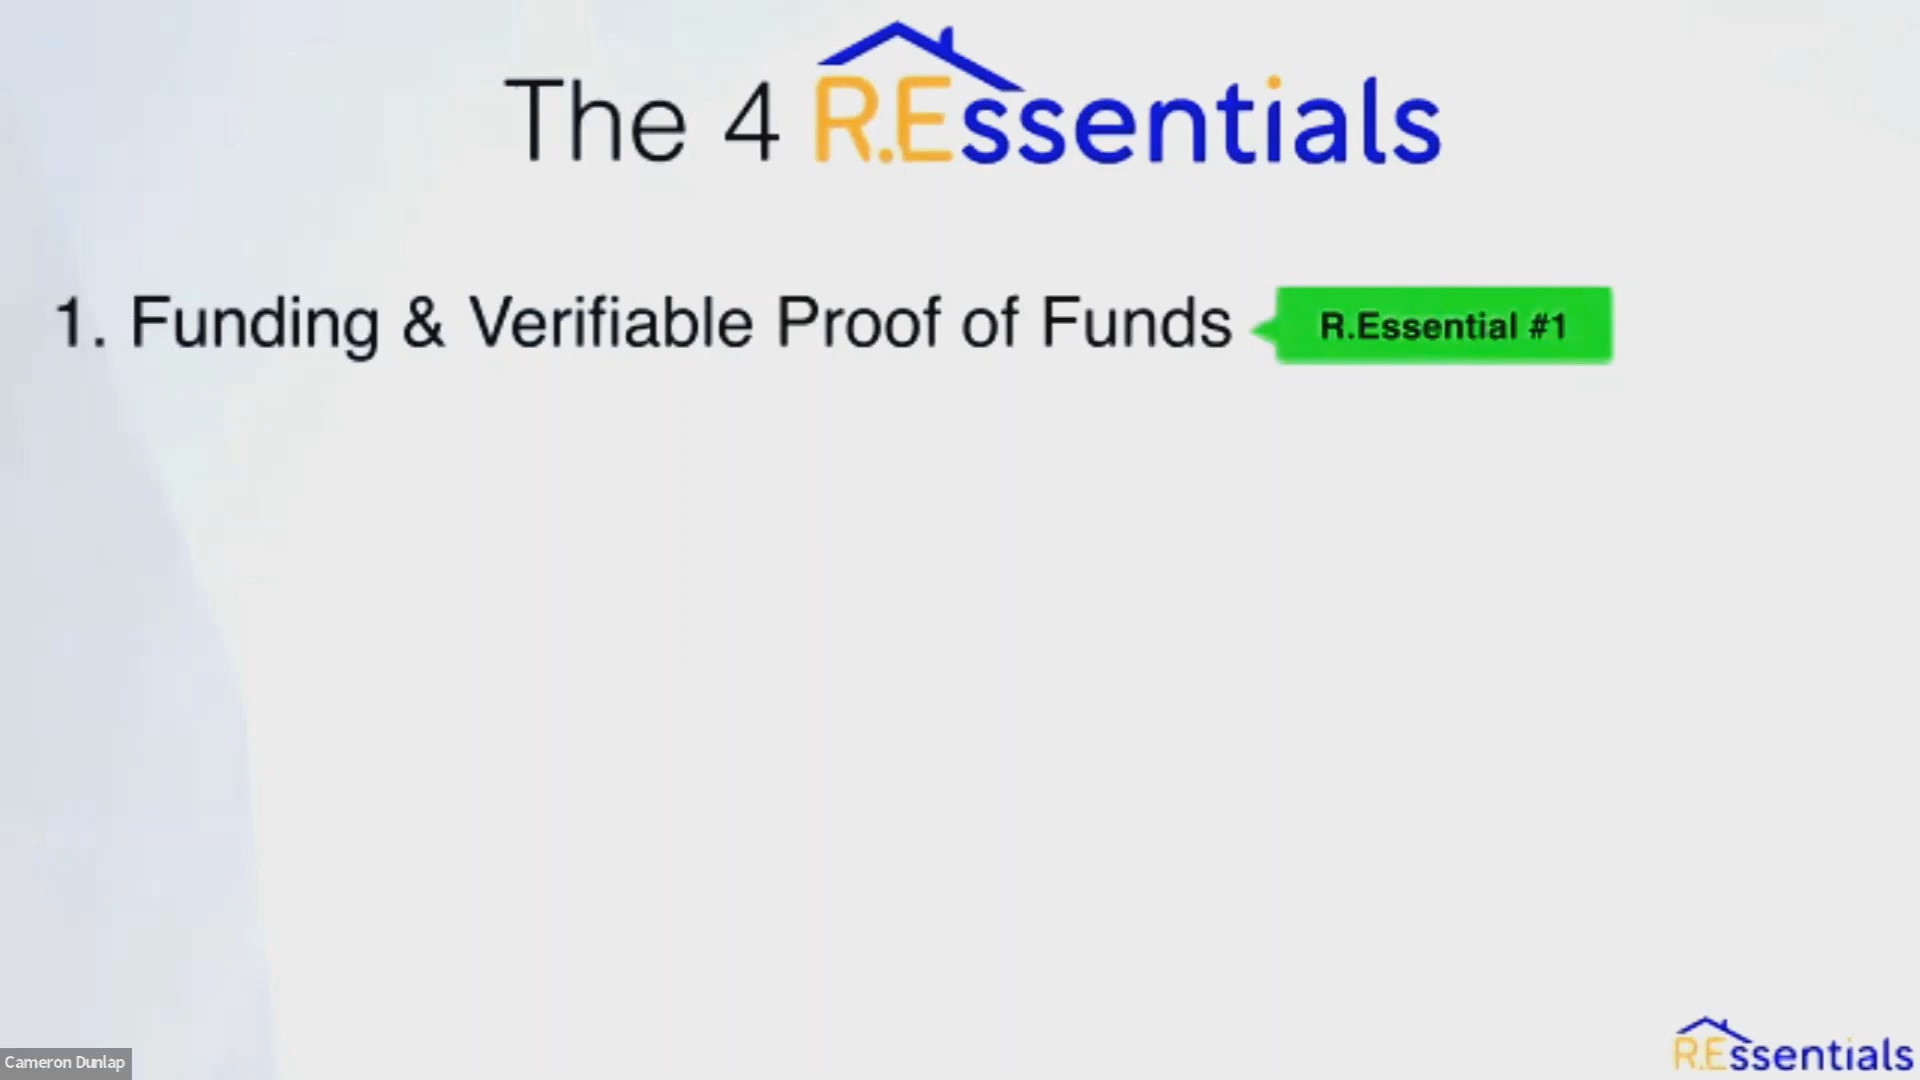 The 4 R.Essentials
1. Funding & Verifiable Proof of Funds
R.Essential #1
R.Essentials
Cameron Dunlap